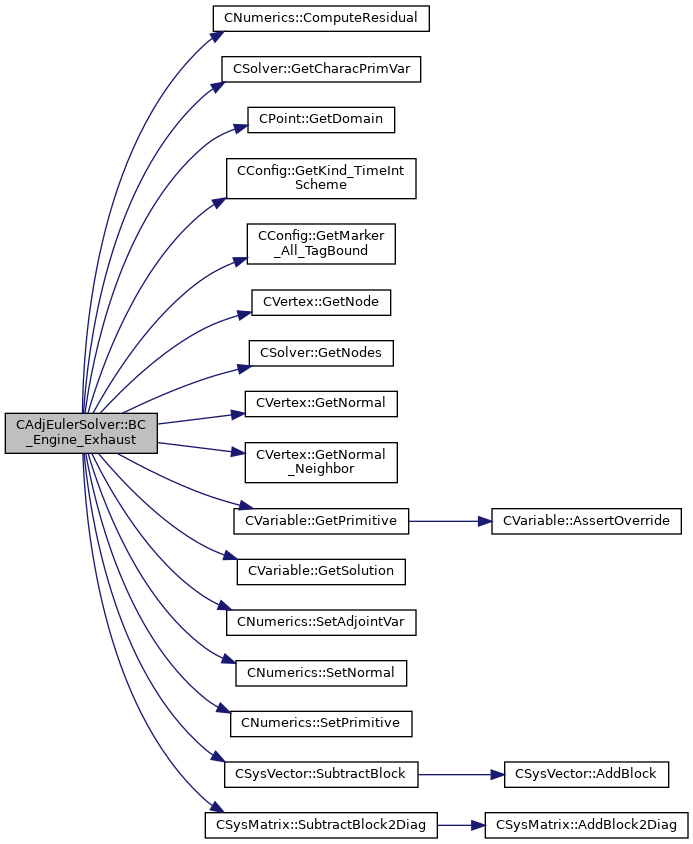 CNumerics::ComputeResidual
CSolver::GetCharacPrimVar
CPoint::GetDomain
CConfig::GetKind_TimeInt
Scheme
CConfig::GetMarker
_All_TagBound
CVertex::GetNode
CSolver::GetNodes
CVertex::GetNormal
CAdjEulerSolver::BC
_Engine_Exhaust
CVertex::GetNormal
_Neighbor
CVariable::GetPrimitive
CVariable::AssertOverride
CVariable::GetSolution
CNumerics::SetAdjointVar
CNumerics::SetNormal
CNumerics::SetPrimitive
CSysVector::SubtractBlock
CSysVector::AddBlock
CSysMatrix::SubtractBlock2Diag
CSysMatrix::AddBlock2Diag